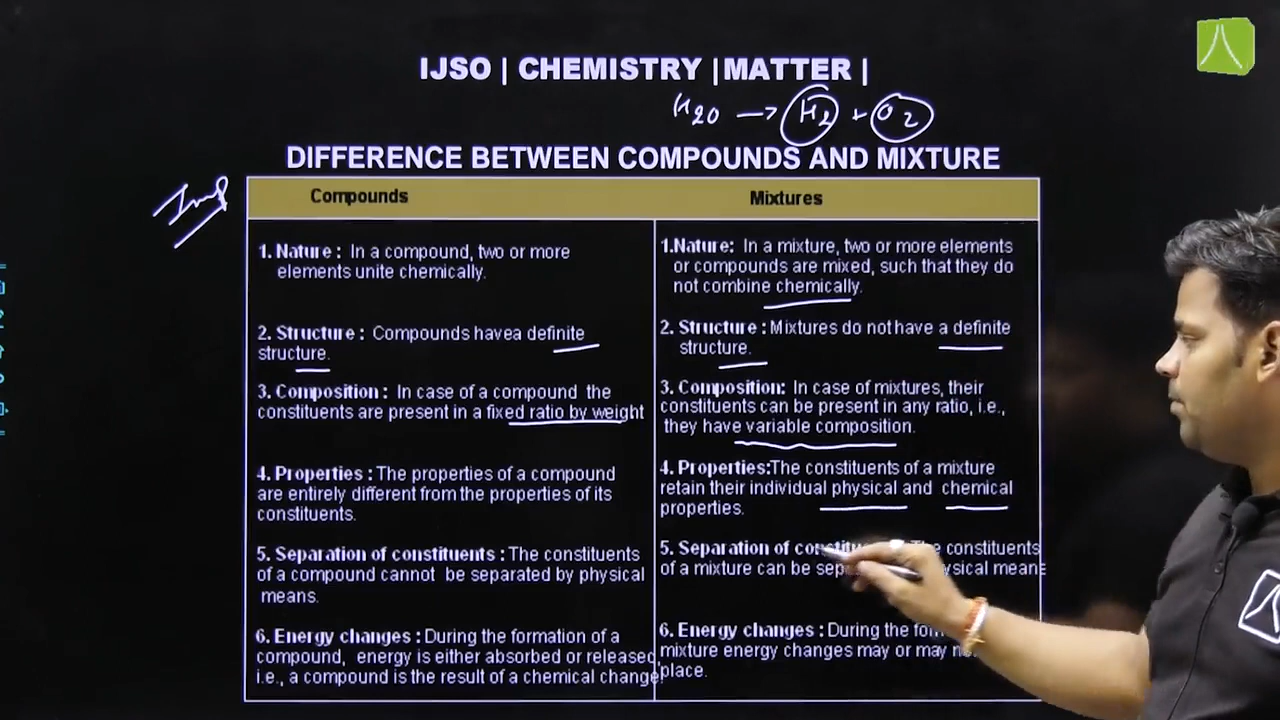 IJSO | CHEMISTRY |MATTER |
H2O → H2 + O2
DIFFERENCE BETWEEN COMPOUNDS AND MIXTURE
Imp
Compounds
Mixtures
1. Nature : In a compound, two or more
elements unite chemically.
2. Structure : Compounds havea definite
structure.
3. Composition : In case of a compound the
constituents are present in a fixed ratio by weight
4. Properties : The properties of a compound
are entirely different from the properties of its
constituents.
5. Separation of constituents : The constituents
of a compound cannot be separated by physical
means.
6. Energy changes : During the formation of a
compound, energy is either absorbed or released,
i.e., a compound is the result of a chemical change.
1.Nature: In a mixture, two or more elements
or compounds are mixed, such that they do
not combine chemically.
2. Structure : Mixtures do not have a definite
structure.
3. Composition: In case of mixtures, their
constituents can be present in any ratio, i.e.,
they have variable composition.
4. Properties:The constituents of a mixture
retain their individual physical and chemical
properties.
5. Separation of The constituents
of a mixture can be
6. Energy changes : During the
mixture energy changes may or may
place.